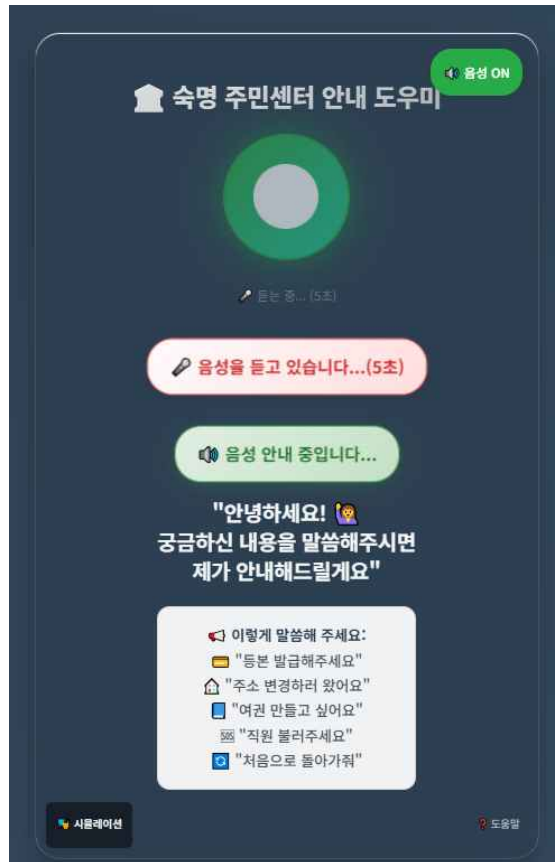 🔊 음성 ON
🏛️ 숙명 주민센터 안내 도우미
🎤 듣는 중... (5초)
🎤 음성을 듣고 있습니다...(5초)
🔊 음성 안내 중입니다...
"안녕하세요! 🙋‍♀️
궁금하신 내용을 말씀해주시면
제가 안내해드릴게요"
📢 이렇게 말씀해 주세요:
💳 "등본 발급해주세요"
🏠 "주소 변경하러 왔어요"
📘 "여권 만들고 싶어요"
🆘 "직원 불러주세요"
🔄 "처음으로 돌아가줘"
🎭 시뮬레이션
❓ 도움말